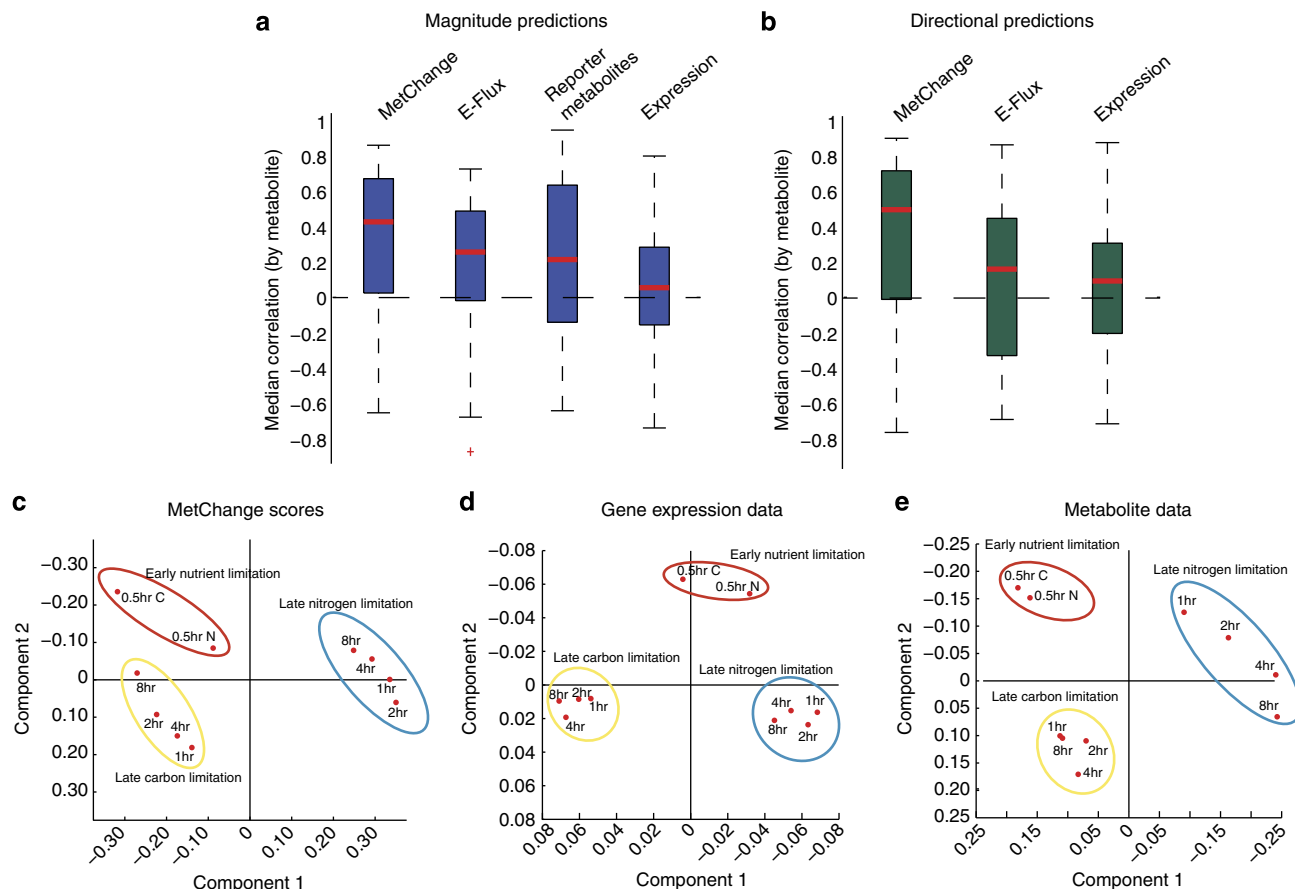 a Magnitude predictions
MetChange
E-Flux
Reporter
metabolites
Expression
Median correlation (by metabolite)
1
0.8
0.6
0.4
0.2
0
−0.2
−0.4
−0.6
−0.8
b Directional predictions
MetChange
E-Flux
Expression
Median correlation (by metabolite)
1
0.8
0.6
0.4
0.2
0
−0.2
−0.4
−0.6
−0.8
c MetChange scores
Component 2
−0.30
−0.20
−0.10
0
0.10
0.20
0.30
Early nutrient limitation
0.5hr C
0.5hr N
Late nitrogen limitation
8hr
4hr
1hr
2hr
8hr
2hr
4hr
1hr
Late carbon limitation
−0.30
−0.20
−0.10
0
0.10
0.20
0.30
Component 1
d Gene expression data
Component 2
−0.08
−0.06
−0.04
−0.02
0
0.02
0.04
0.06
0.08
Early nutrient limitation
0.5hr C
0.5hr N
Late carbon limitation
8hr
2hr
1hr
4hr
Late nitrogen limitation
4hr
1hr
8hr
2hr
0.08
0.06
0.04
0.02
0
−0.02
−0.04
−0.06
−0.08
Component 1
e Metabolite data
Component 2
−0.25
−0.20
−0.15
−0.10
−0.05
0
0.05
0.10
0.15
0.20
0.25
Early nutrient limitation
0.5hr C
0.5hr N
Late nitrogen limitation
1hr
2hr
4hr
8hr
Late carbon limitation
1hr
8hr
2hr
4hr
0.25
0.15
0.05
0
−0.05
−0.15
−0.25
Component 1